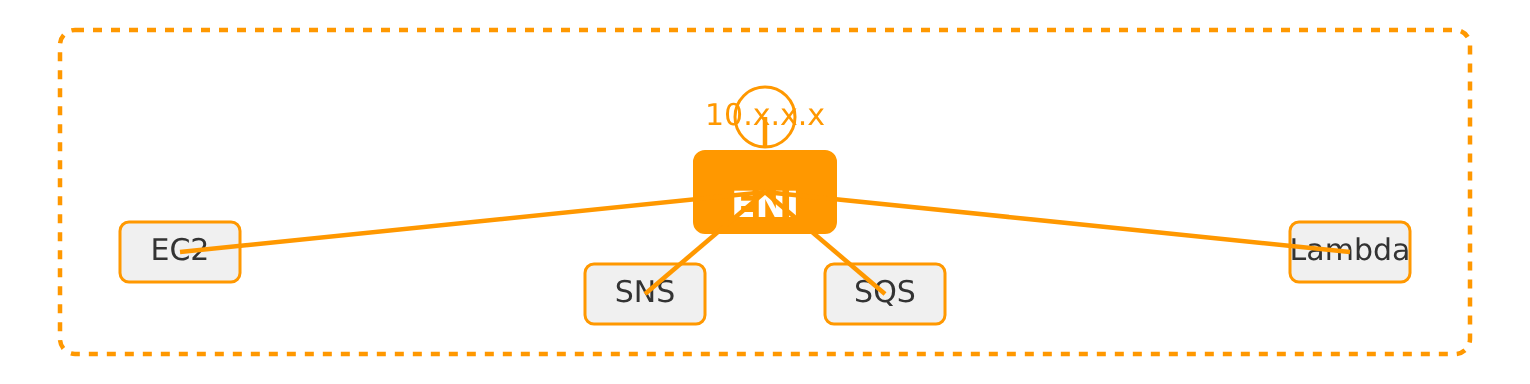 10.x.x.x
ENI
EC2
Lambda
SNS
SQS